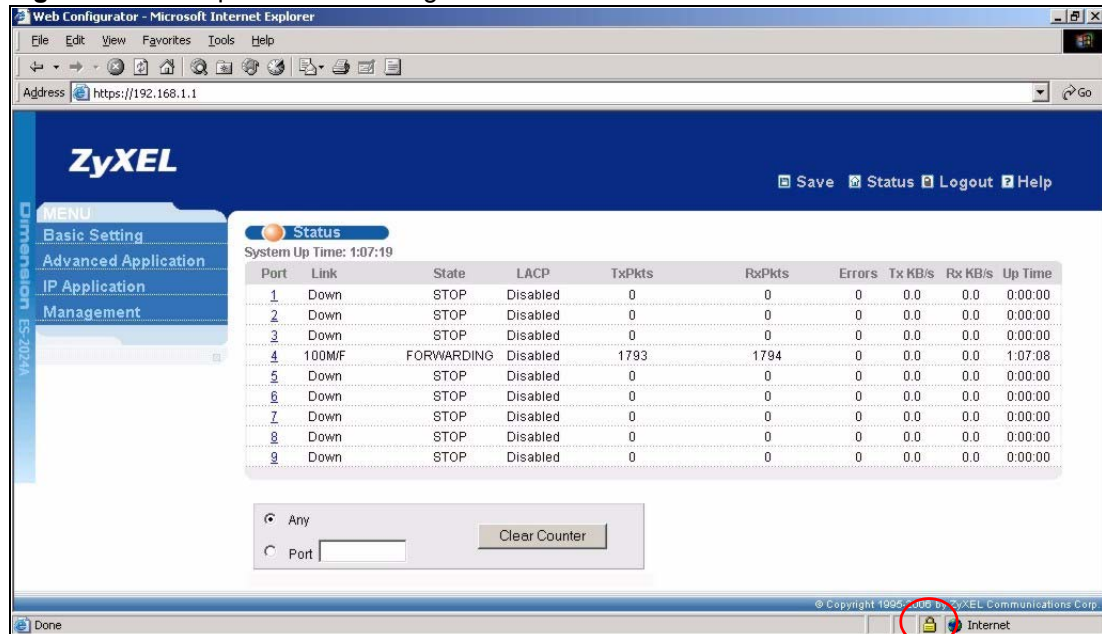 Web Configurator - Microsoft Internet Explorer
File Edit View Favorites Tools Help
Address https://192.168.1.1 Go
ZyXEL
Save Status Logout Help
Dimension ES-2024A
MENU
Basic Setting
Advanced Application
IP Application
Management
Status
System Up Time: 1:07:19
Port Link State LACP TxPkts RxPkts Errors Tx KB/s Rx KB/s Up Time
1 Down STOP Disabled 0 0 0 0.0 0.0 0:00:00
2 Down STOP Disabled 0 0 0 0.0 0.0 0:00:00
3 Down STOP Disabled 0 0 0 0.0 0.0 0:00:00
4 100M/F FORWARDING Disabled 1793 1794 0 0.0 0.0 1:07:08
5 Down STOP Disabled 0 0 0 0.0 0.0 0:00:00
6 Down STOP Disabled 0 0 0 0.0 0.0 0:00:00
7 Down STOP Disabled 0 0 0 0.0 0.0 0:00:00
8 Down STOP Disabled 0 0 0 0.0 0.0 0:00:00
9 Down STOP Disabled 0 0 0 0.0 0.0 0:00:00
Any
Port
Clear Counter
© Copyright 1995-2006 by ZyXEL Communications Corp.
Done Internet